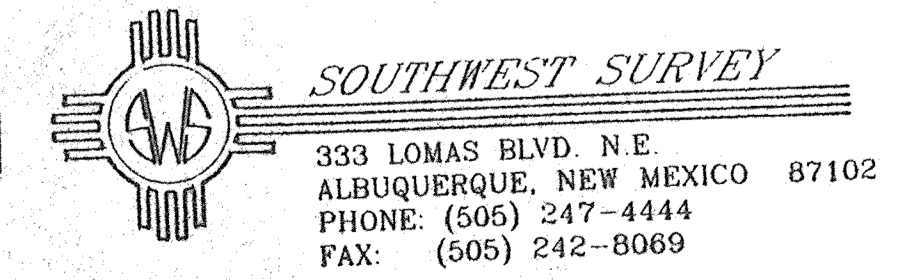 SWS
SOUTHWEST SURVEY
333 LOMAS BLVD. N.E.
ALBUQUERQUE, NEW MEXICO 87102
PHONE: (505) 247-4444
FAX: (505) 242-8069